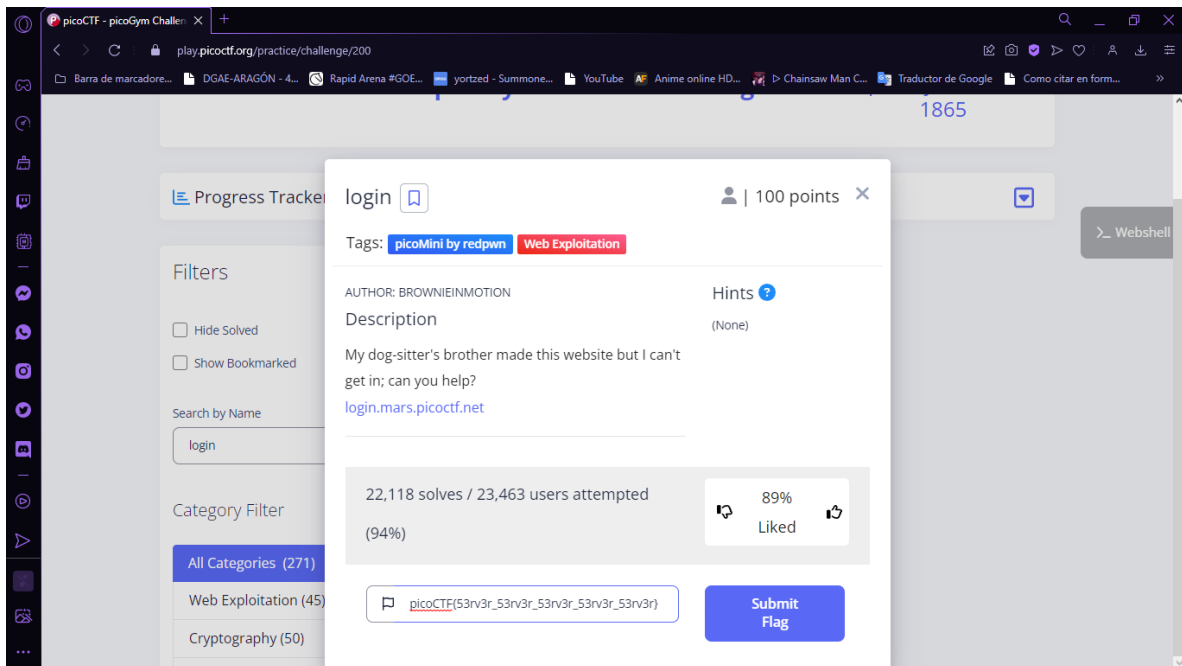 picoCTF - picoGym Challen
play.picoctf.org/practice/challenge/200
Barra de marcadore... DGAE-ARAGÓN - 4... Rapid Arena #GOE... yortzed - Summone... YouTube AF Anime online HD... ▷ Chainsaw Man C... Traductor de Google Como citar en form... »
1865
Progress Tracke
>_ Webshell
login | 100 points
Tags: picoMini by redpwn Web Exploitation
Filters
Hide Solved
Show Bookmarked
Search by Name
login
Category Filter
All Categories (271)
Web Exploitation (45)
Cryptography (50)
AUTHOR: BROWNIEINMOTION
Description
My dog-sitter's brother made this website but I can't
get in; can you help?
login.mars.picoctf.net
Hints ?
(None)
22,118 solves / 23,463 users attempted
(94%)
89%
Liked
picoCTF{53rv3r_53rv3r_53rv3r_53rv3r_53rv3r}
Submit
Flag